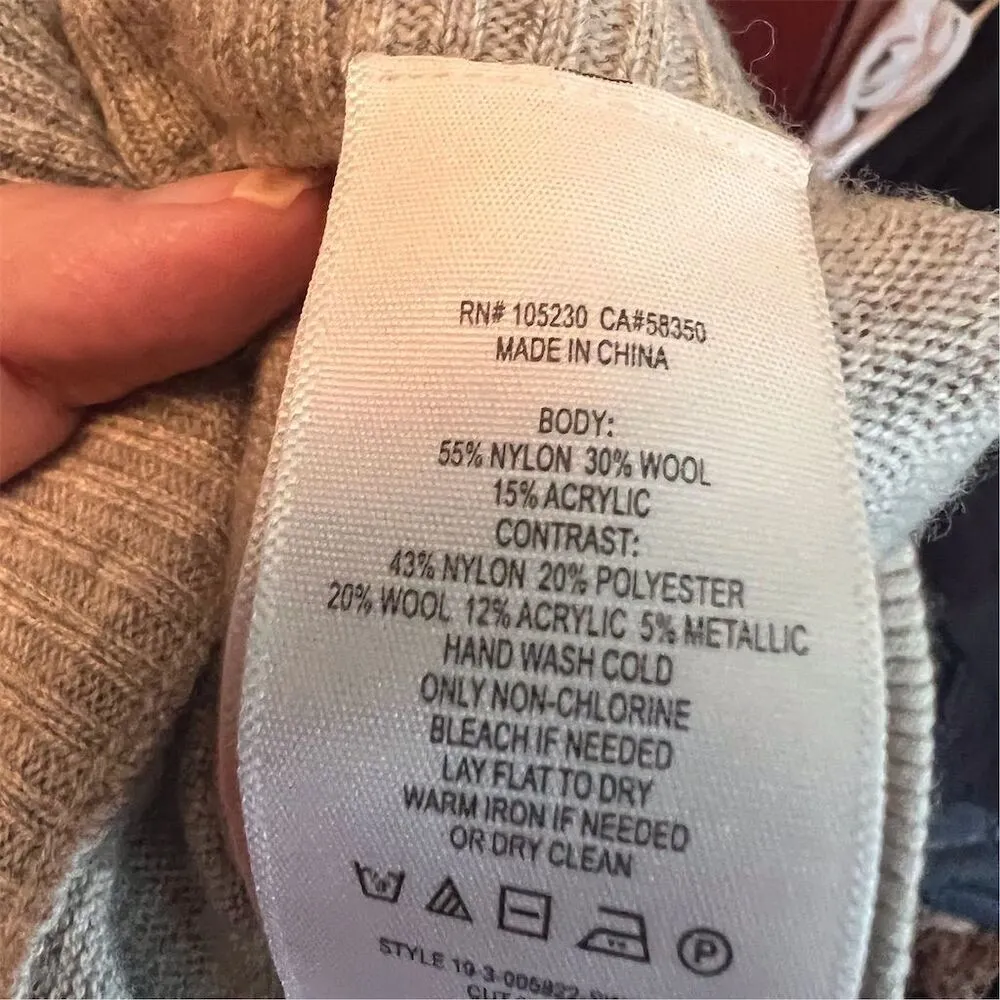 RN# 105230 CA#58350
MADE IN CHINA
BODY:
55% NYLON 30% WOOL
15% ACRYLIC
CONTRAST:
43% NYLON 20% POLYESTER
20% WOOL 12% ACRYLIC 5% METALLIC
HAND WASH COLD
ONLY NON-CHLORINE
BLEACH IF NEEDED
LAY FLAT TO DRY
WARM IRON IF NEEDED
OR DRY CLEAN
P
STYLE